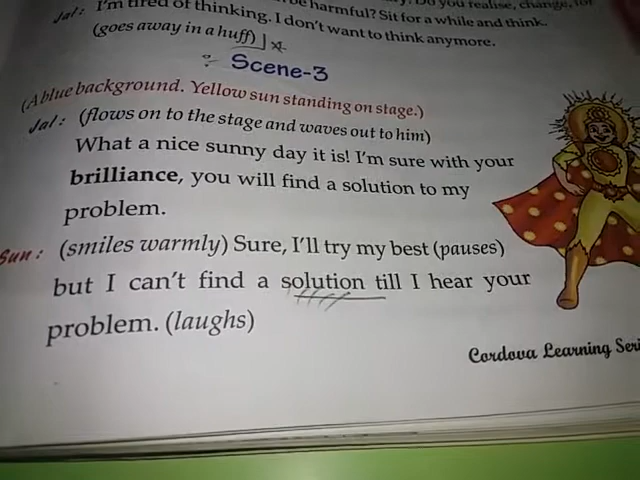 be harmful? Sit for a while and think.
Jal: I'm tired of thinking. I don't want to think anymore.
(goes away in a huff)
Scene-3
(A blue background. Yellow sun standing on stage.)
Jal: (flows on to the stage and waves out to him)
What a nice sunny day it is! I'm sure with your
brilliance, you will find a solution to my
problem.
Sun: (smiles warmly) Sure, I'll try my best (pauses)
but I can't find a solution till I hear your
problem. (laughs)
Cordova Learning Seri